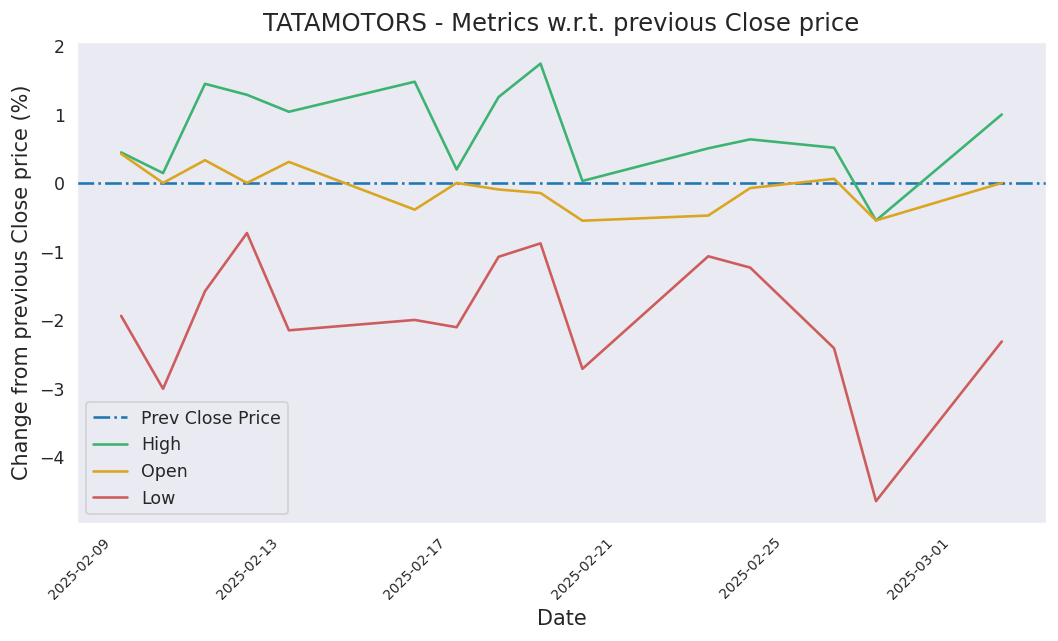 TATAMOTORS - Metrics w.r.t. previous Close price
Change from previous Close price (%)
2
1
0
−1
−2
−3
−4
Prev Close Price
High
Open
Low
2025-02-09
2025-02-13
2025-02-17
2025-02-21
2025-02-25
2025-03-01
Date